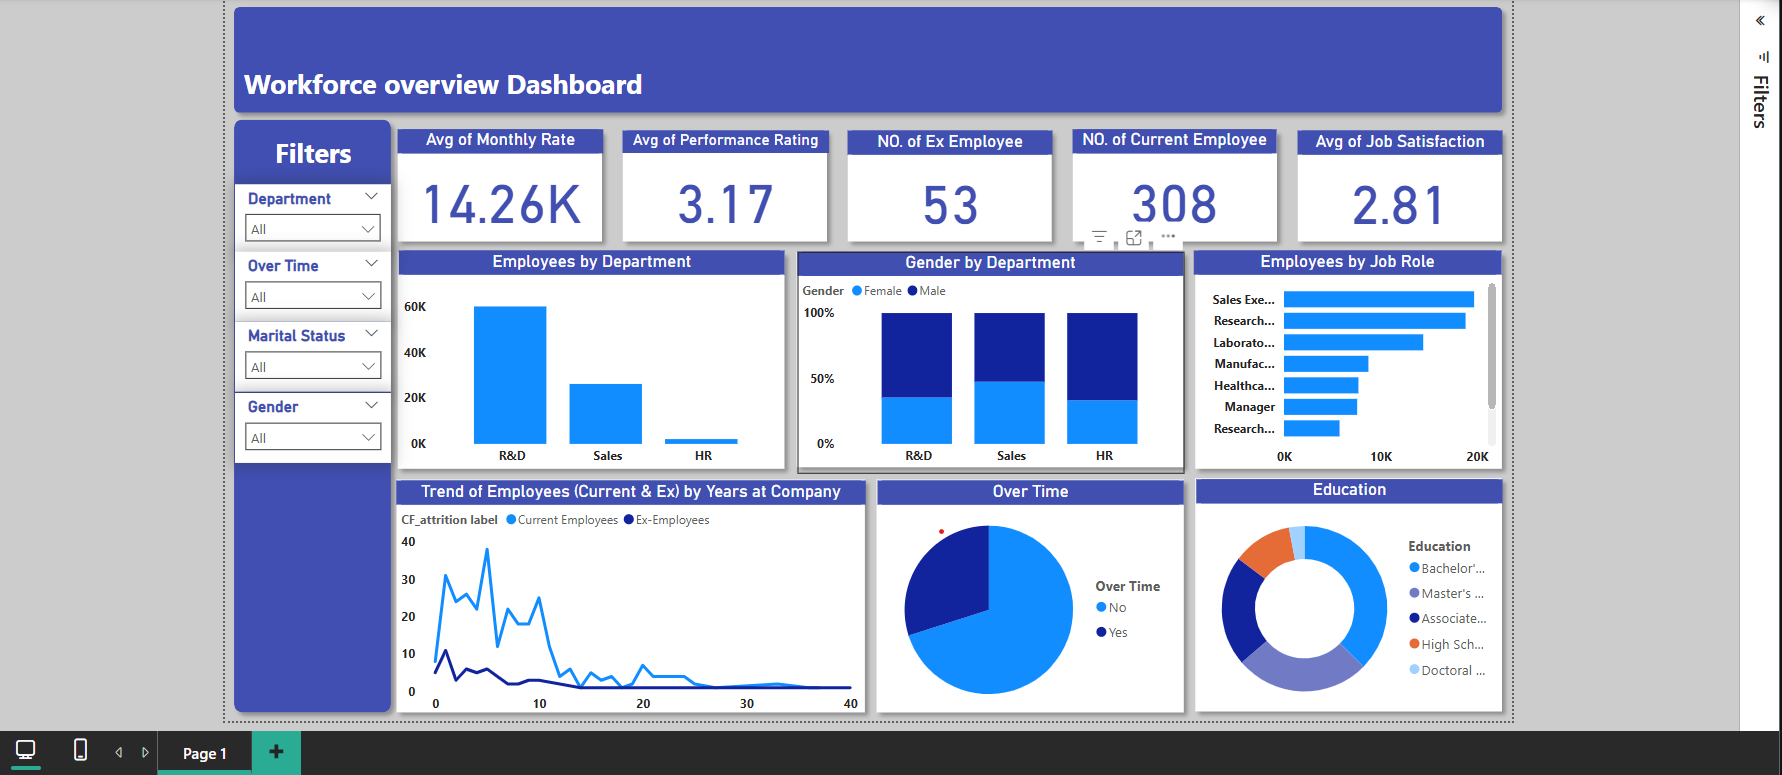 Workforce overview Dashboard
Filters
Department
All
Over Time
All
Marital Status
All
Gender
All
Avg of Monthly Rate
14.26K
Avg of Performance Rating
3.17
NO. of Ex Employee
53
NO. of Current Employee
308
Avg of Job Satisfaction
2.81
Employees by Department
60K
40K
20K
0K
R&D Sales HR
Gender by Department
Gender Female Male
100%
50%
0%
R&D Sales HR
Employees by Job Role
Sales Exe...
Research...
Laborato...
Manufac...
Healthca...
Manager
Research...
0K 10K 20K
Trend of Employees (Current & Ex) by Years at Company
CF_attrition label Current Employees Ex-Employees
40
30
20
10
0
0 10 20 30 40
Over Time
Over Time
No
Yes
Education
Education
Bachelor'...
Master's ...
Associate...
High Sch...
Doctoral ...
Filters
Page 1